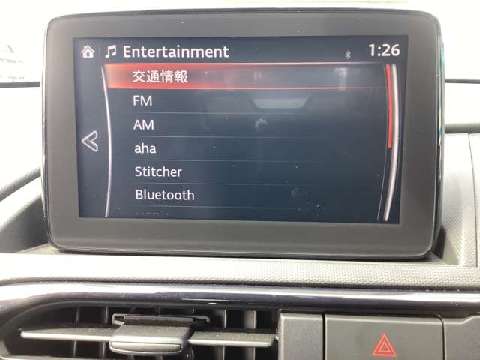 Entertainment 1:26
交通情報
FM
AM
aha
Stitcher
Bluetooth